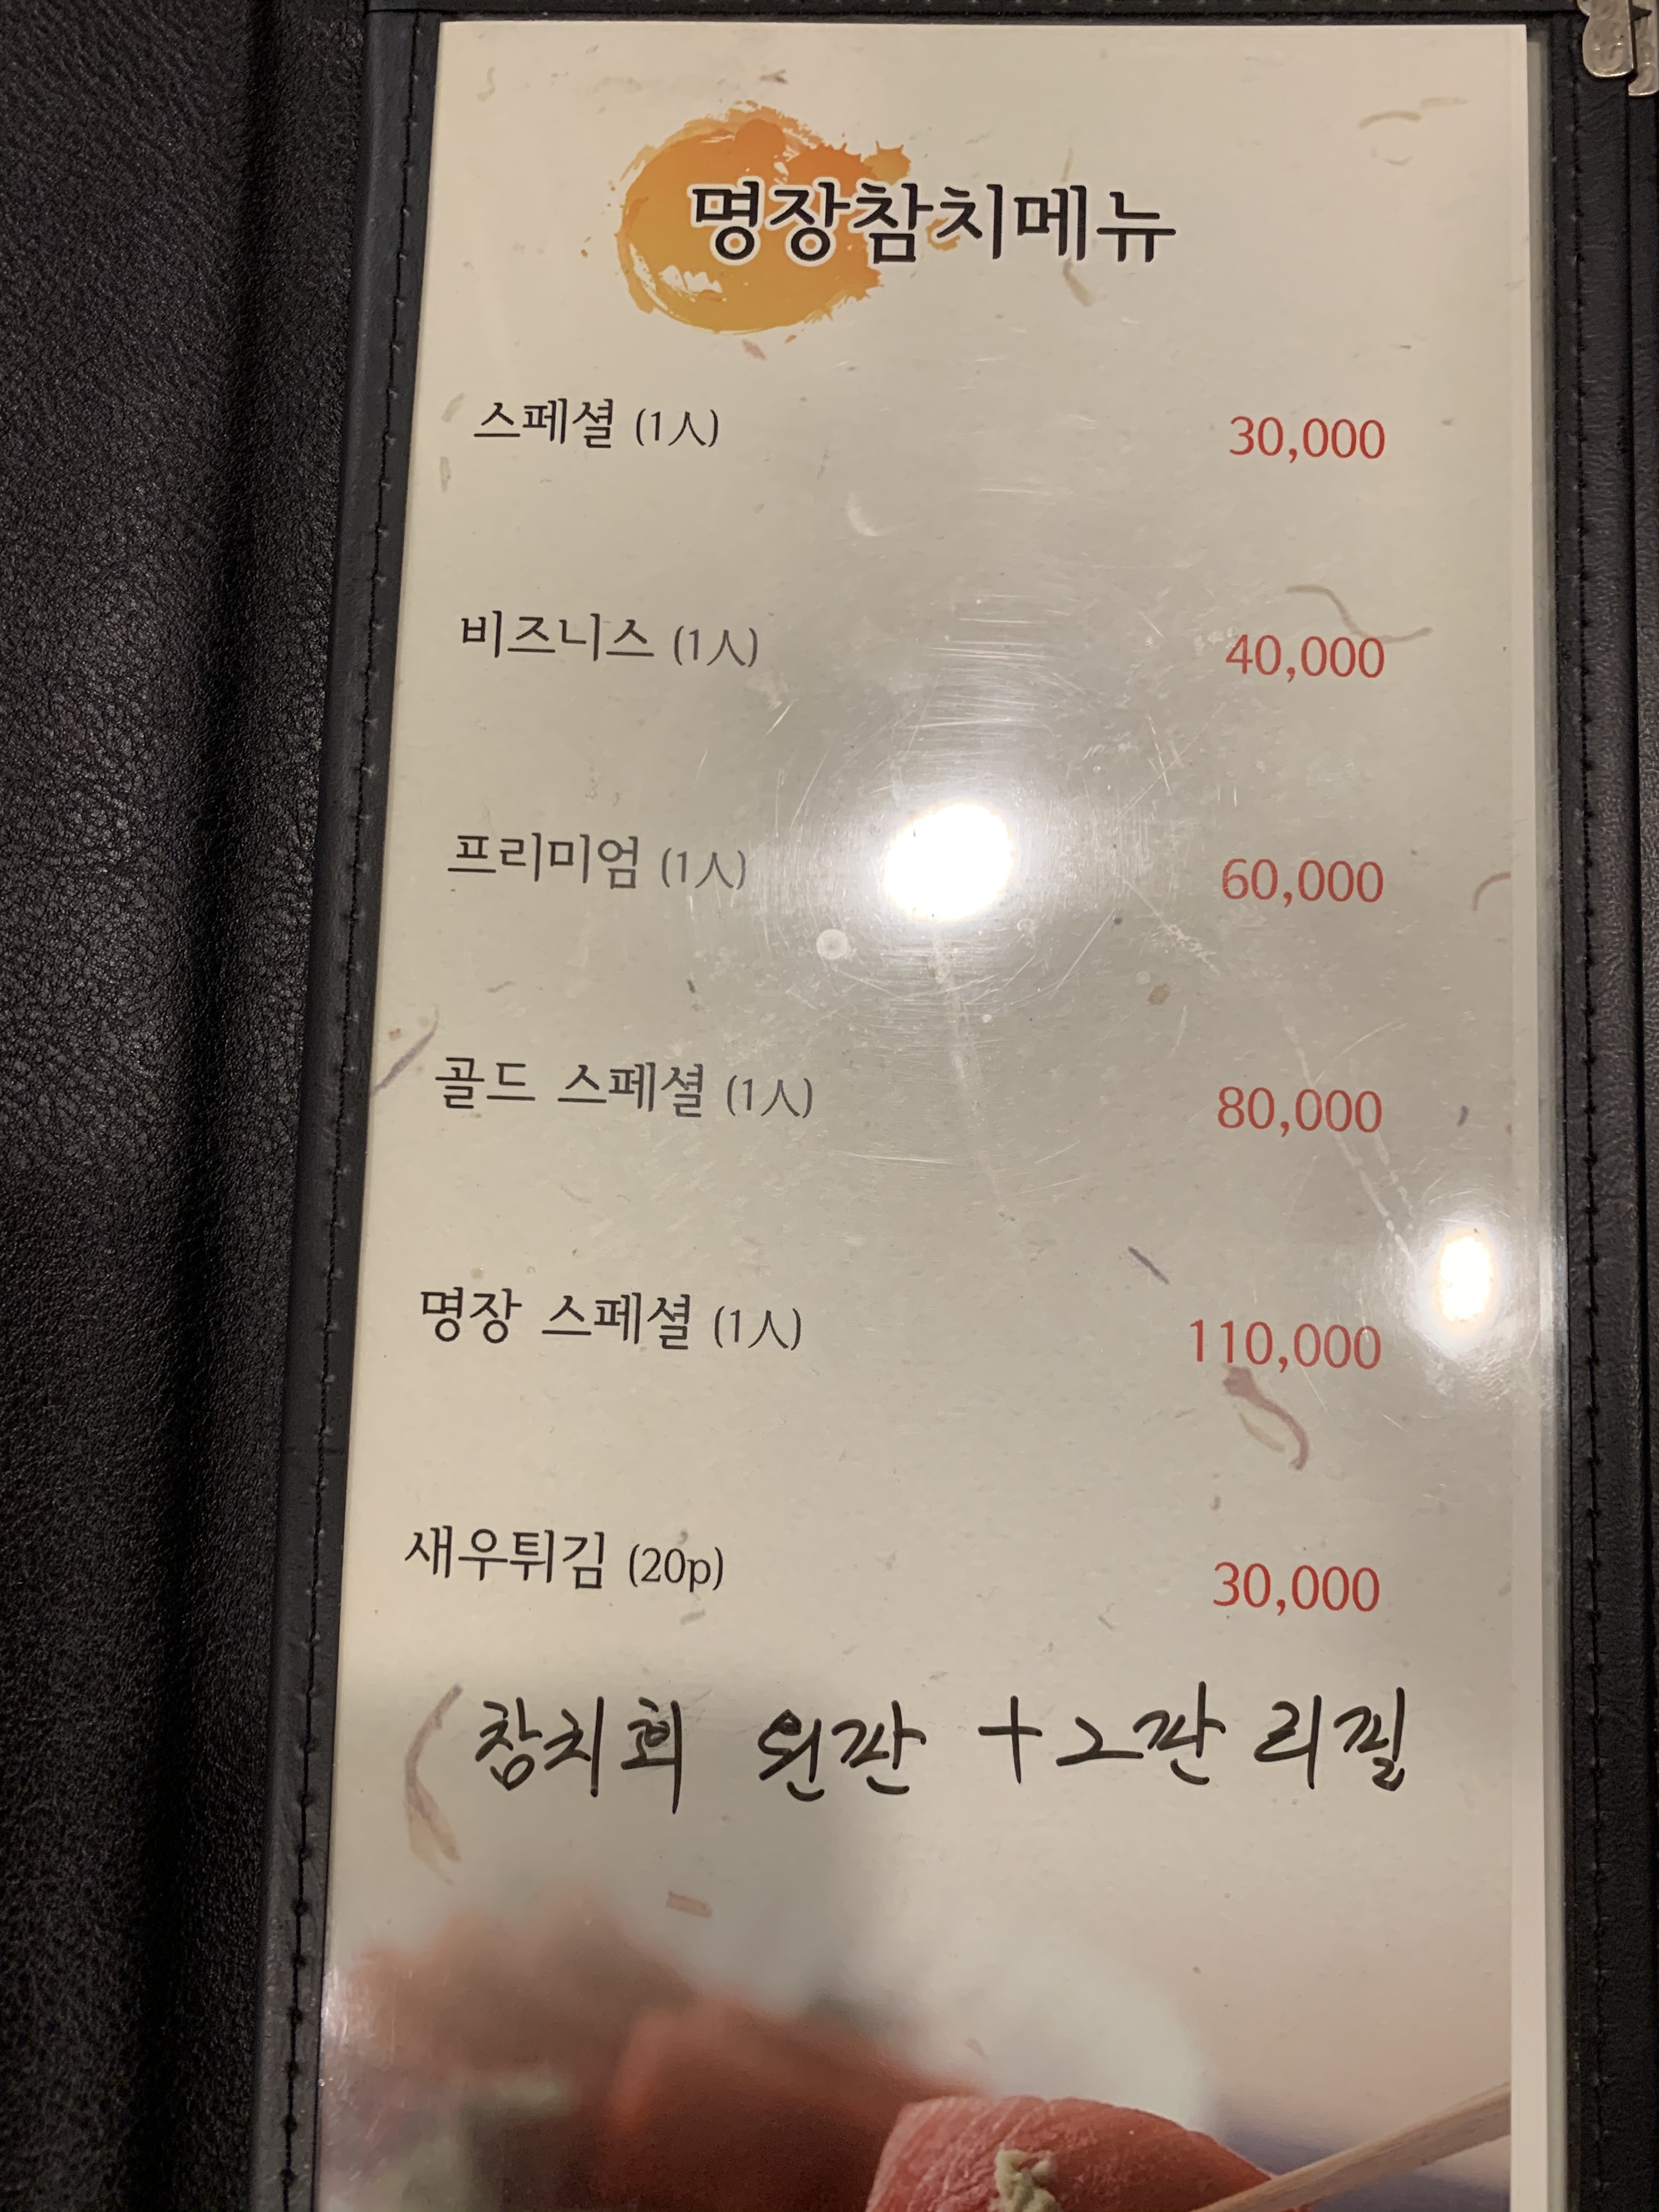 명장참치메뉴
스페셜 (1人) 30,000
비즈니스 (1人) 40,000
프리미엄 (1人) 60,000
골드 스페셜 (1人) 80,000
명장 스페셜 (1人) 110,000
새우튀김 (20p) 30,000
참치회 원판 + 2판 리필